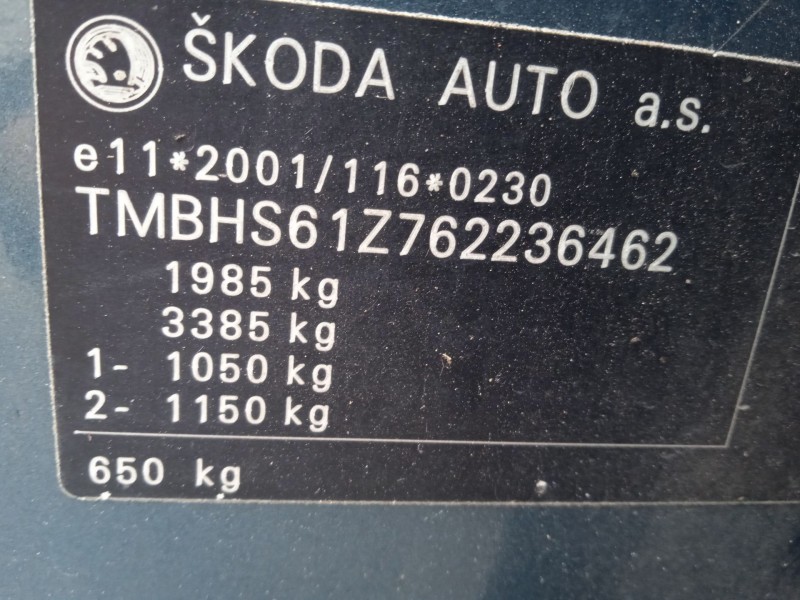 ŠKODA AUTO a.s.
e11*2001/116*0230
TMBHS61Z762236462
1985 kg
3385 kg
1- 1050 kg
2- 1150 kg
650 kg